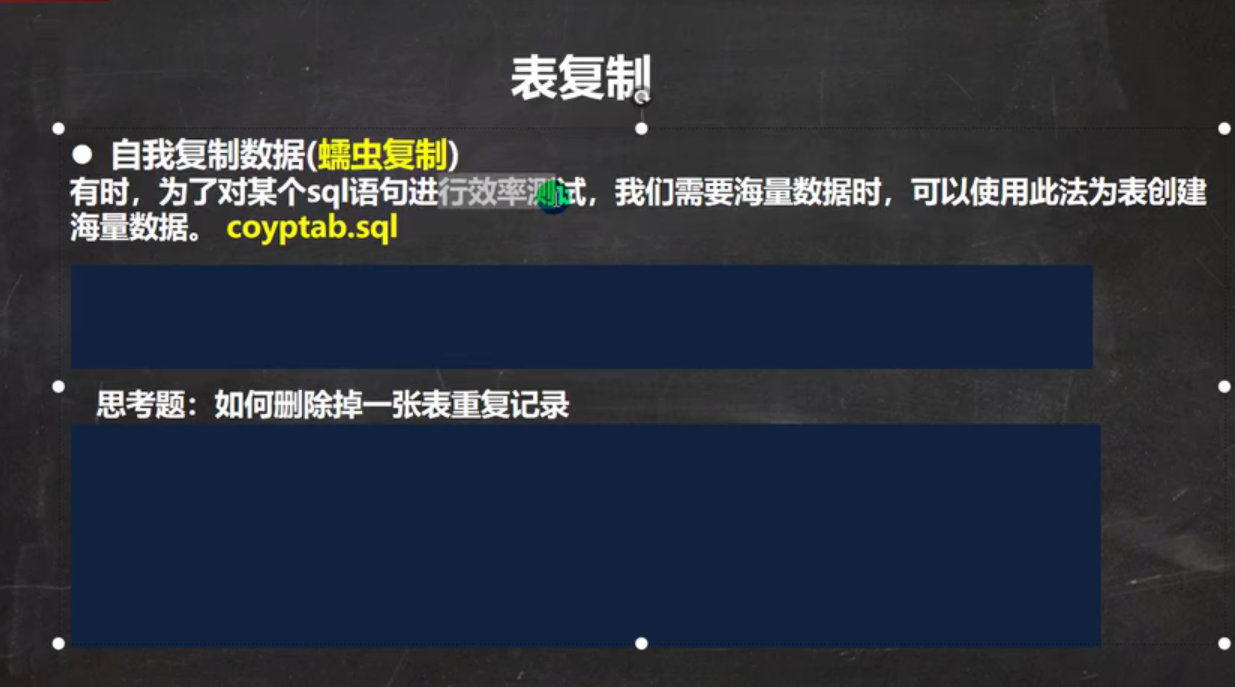 表复制
● 自我复制数据(蠕虫复制)
有时，为了对某个sql语句进行效率测试，我们需要海量数据时，可以使用此法为表创建
海量数据。 coyptab.sql
思考题：如何删除掉一张表重复记录